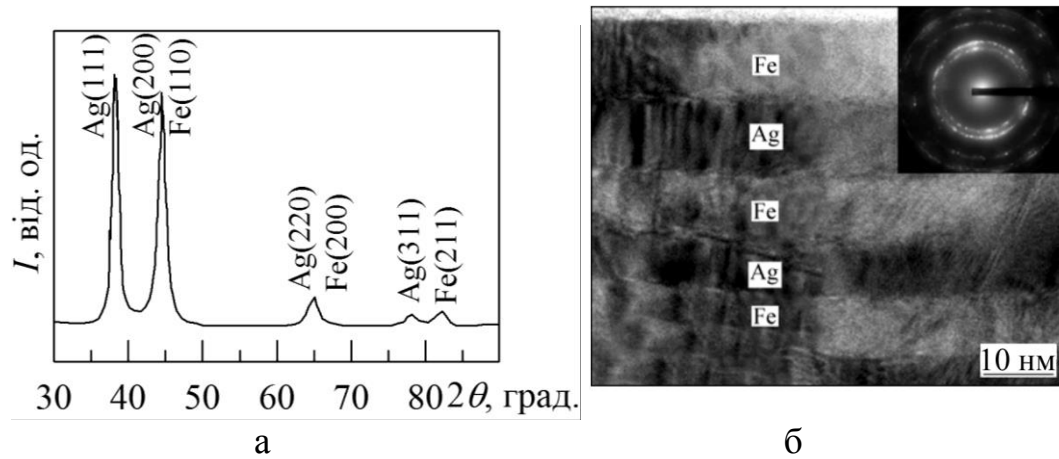 I, від. од.
Ag(111)
Ag(200)
Fe(110)
Ag(220)
Fe(200)
Ag(311)
Fe(211)
30 40 50 60 70 80 2θ, град.
а
Fe
Ag
Fe
Ag
Fe
10 нм
б